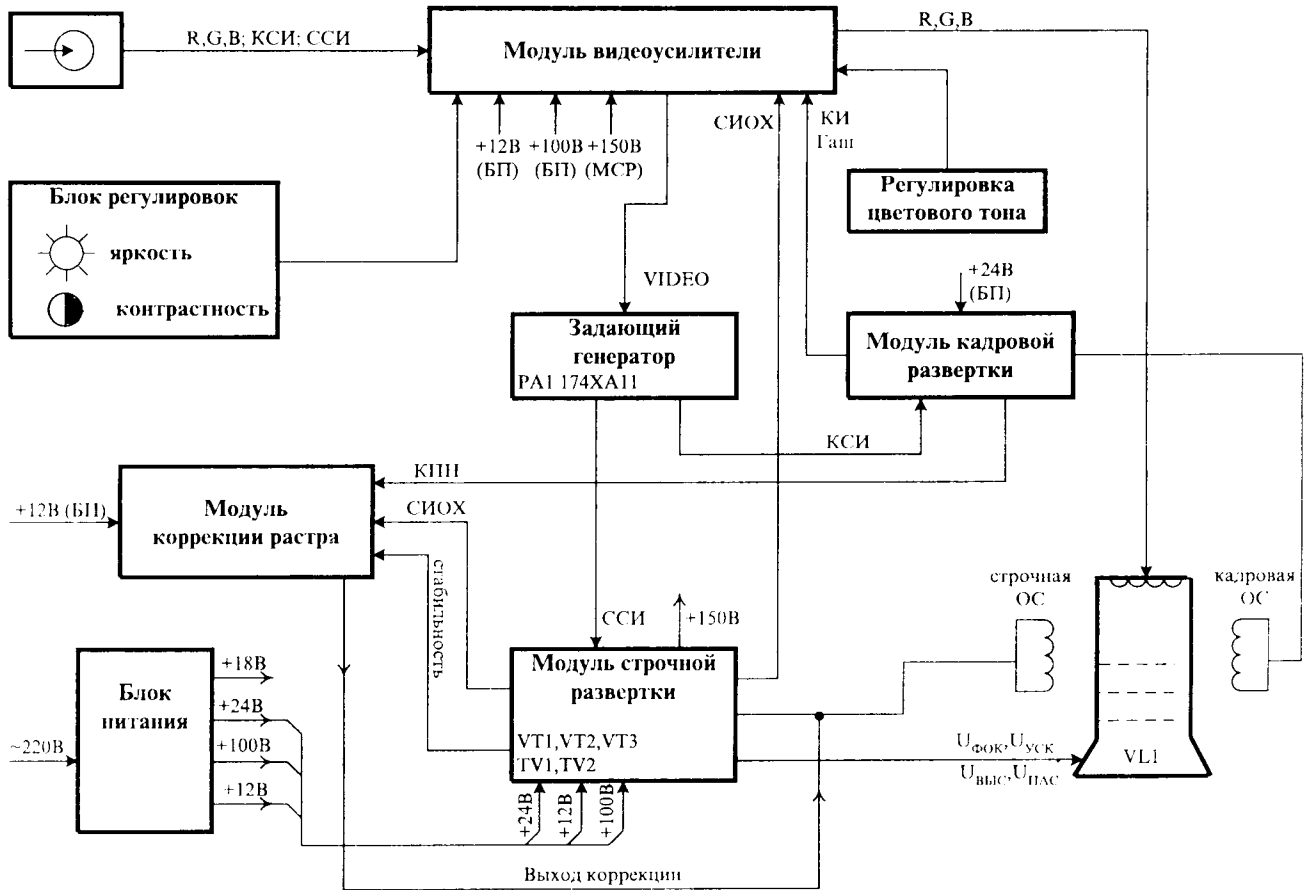 R,G,B; КСИ; ССИ
Модуль видеоусилители
R,G,B
+12В
(БП)
+100В
(БП)
+150В
(МСР)
СИОХ
КИ
Гаш
Регулировка
цветового тона
Блок регулировок
яркость
контрастность
VIDEO
+24В
(БП)
Задающий
генератор
РА1 174ХА11
Модуль кадровой
развертки
КСИ
КПН
+12В (БП)
Модуль
коррекции растра
СИОХ
стабильность
ССИ
+150В
строчная
ОС
кадровая
ОС
Блок
питания
~220В
+18В
+24В
+100В
+12В
Модуль строчной
развертки
VT1,VT2,VT3
TV1,TV2
+24В
+12В
+100В
UФОК,UУСК
UВЫС,UПАС
VL1
Выход коррекции